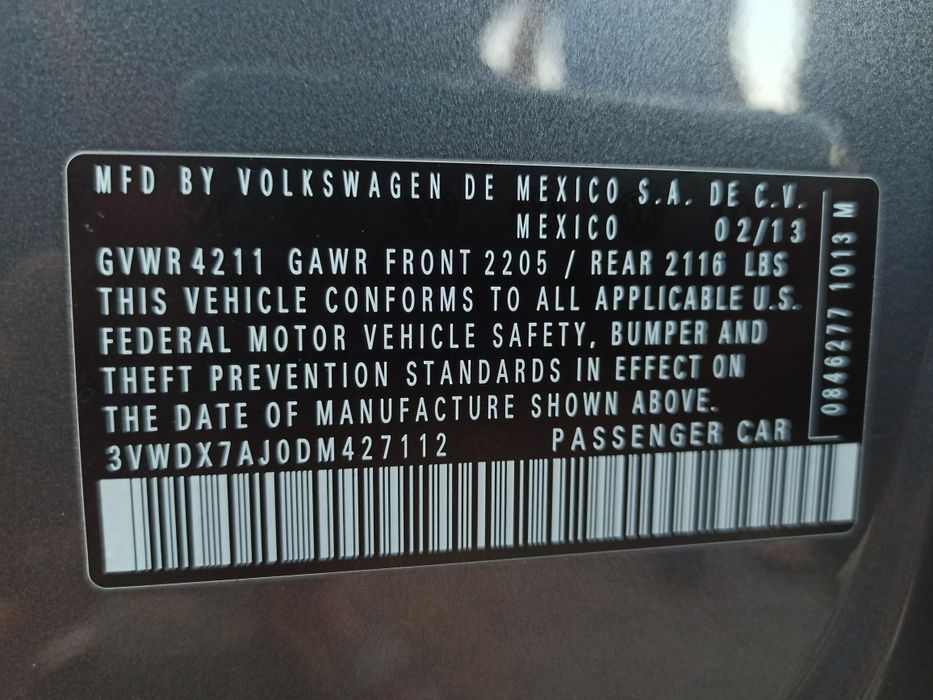 MFD BY VOLKSWAGEN DE MEXICO S.A. DE C.V.
MEXICO 02/13
GVWR 4211 GAWR FRONT 2205 / REAR 2116 LBS
THIS VEHICLE CONFORMS TO ALL APPLICABLE U.S.
FEDERAL MOTOR VEHICLE SAFETY, BUMPER AND
THEFT PREVENTION STANDARDS IN EFFECT ON
THE DATE OF MANUFACTURE SHOWN ABOVE.
3VWDX7AJ0DM427112 PASSENGER CAR
0846277 1013 M